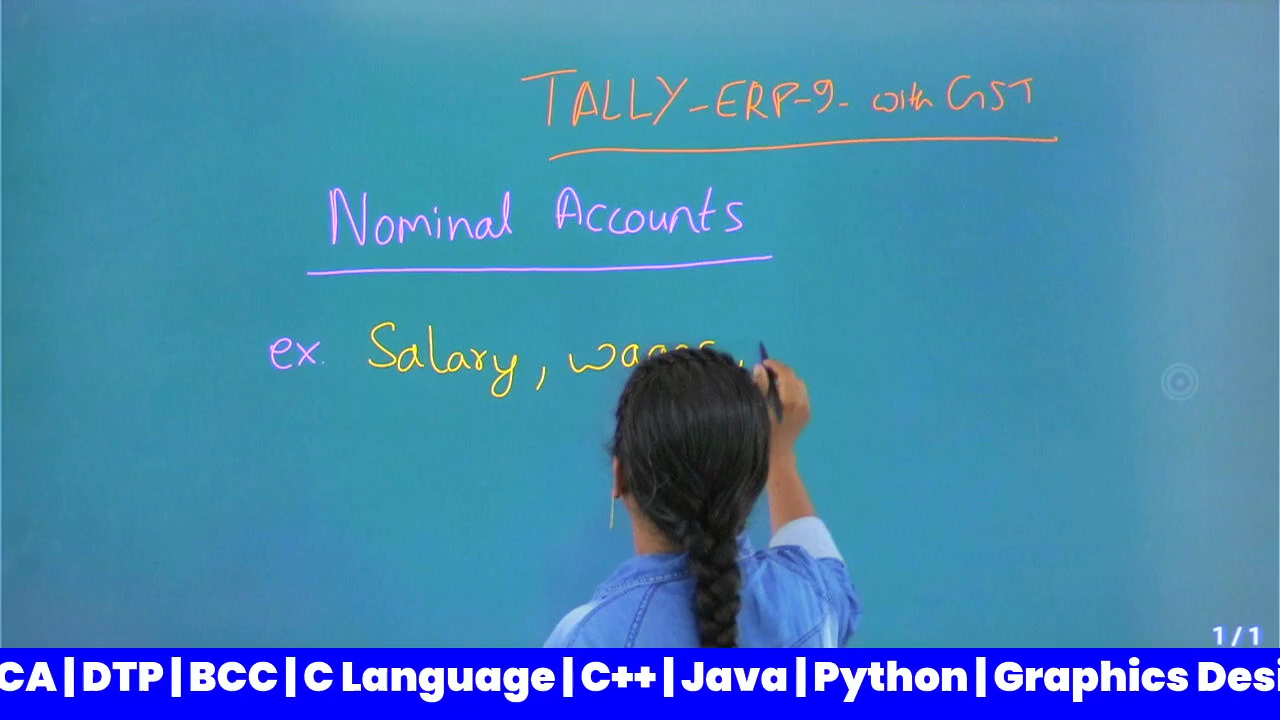 TALLY-ERP-9- with GST
Nominal Accounts
ex. Salary, wages,
1/1
CA | DTP | BCC | C Language | C++ | Java | Python | Graphics Desi